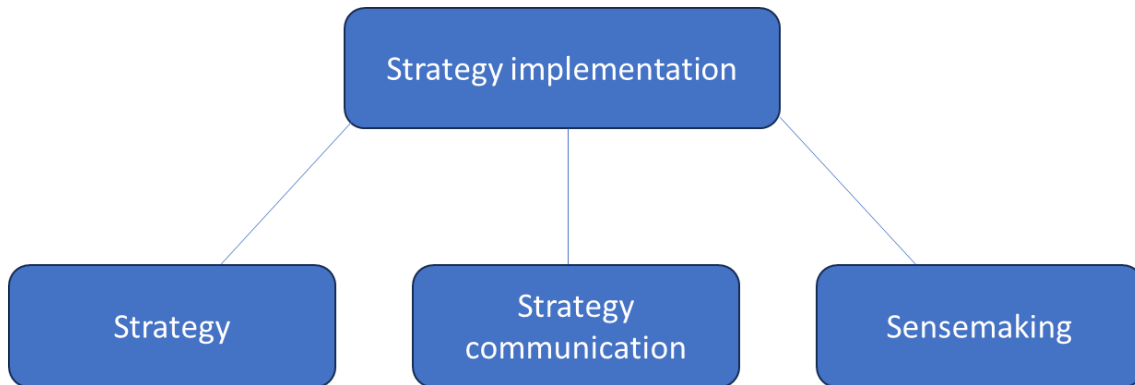 Strategy implementation
Strategy
Strategy
communication
Sensemaking